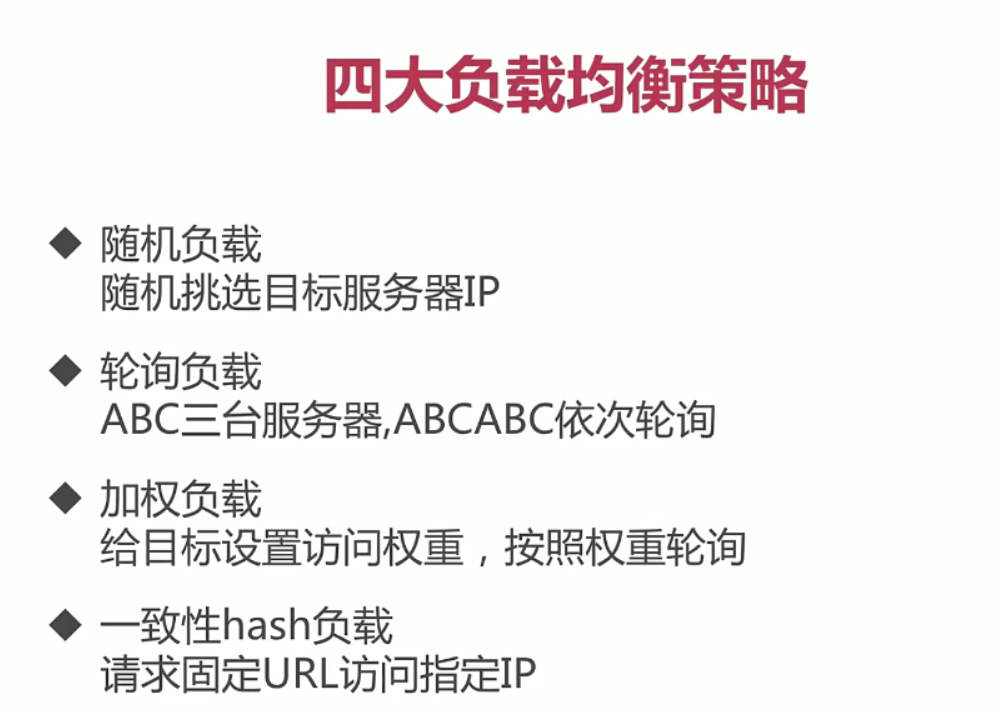 四大负载均衡策略
随机负载
随机挑选目标服务器IP
轮询负载
ABC三台服务器,ABCABC依次轮询
加权负载
给目标设置访问权重，按照权重轮询
一致性hash负载
请求固定URL访问指定IP